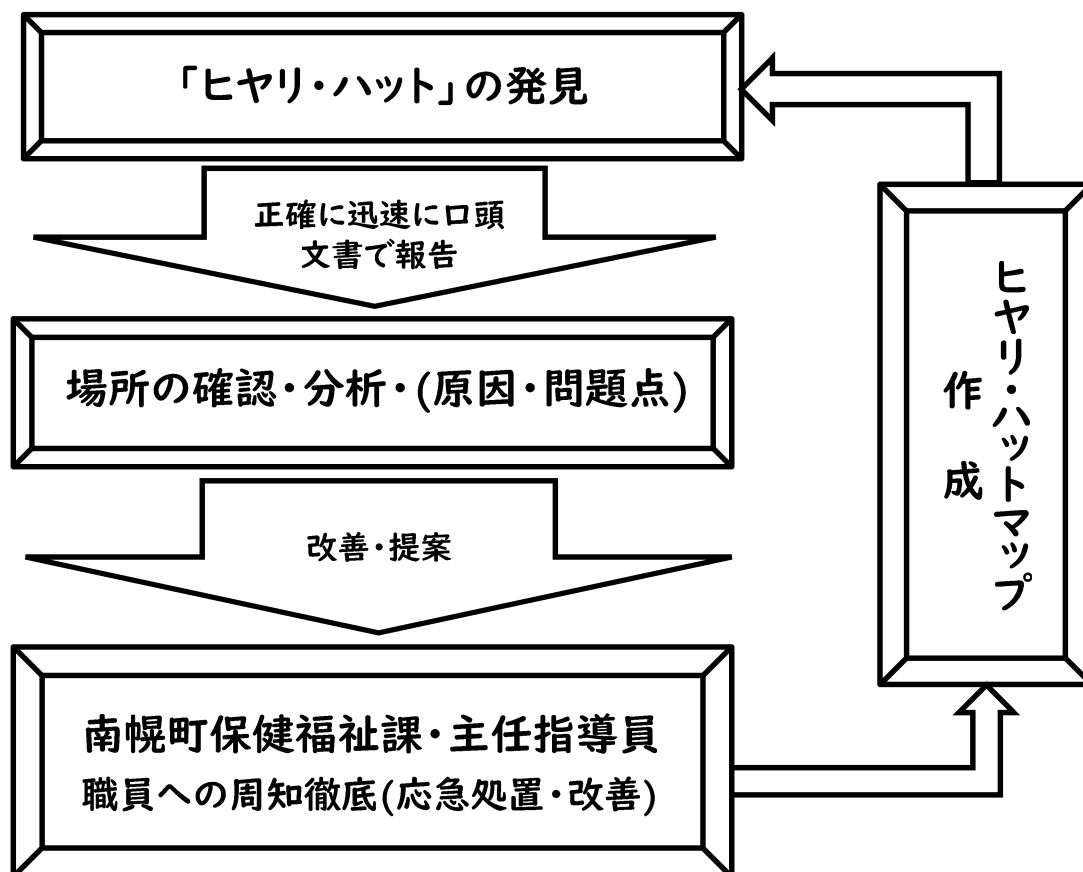 「ヒヤリ・ハット」の発見
正確に迅速に口頭
文書で報告
場所の確認・分析・(原因・問題点)
改善・提案
南幌町保健福祉課・主任指導員
職員への周知徹底(応急処置・改善)
ヒヤリ・ハットマップ
作成